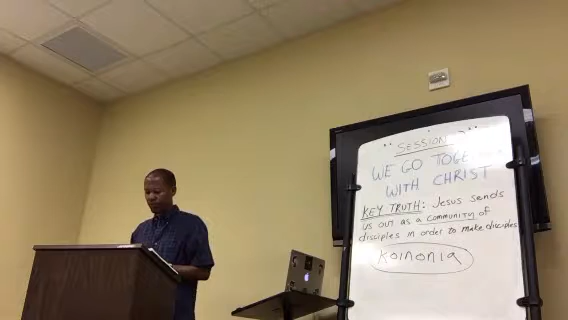 "SESSION
WE GO TOGE
WITH CHRIST
KEY TRUTH: Jesus sends
us out as a community of
disciples in order to make disciples
Koinonia